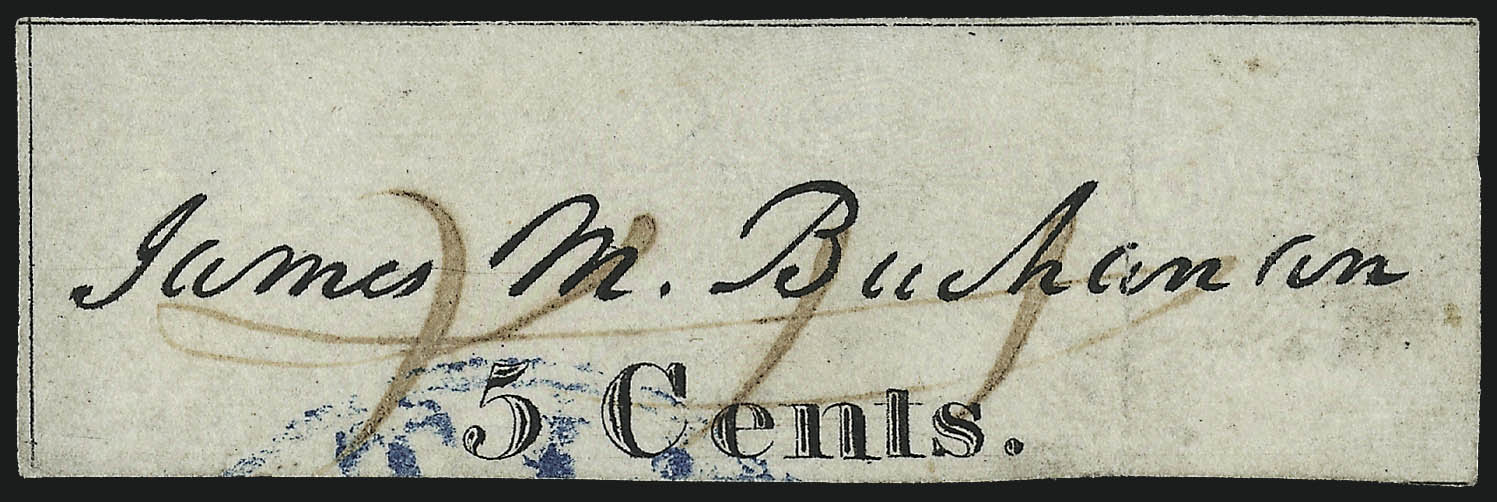 James M. Buchanan
5 Cents.